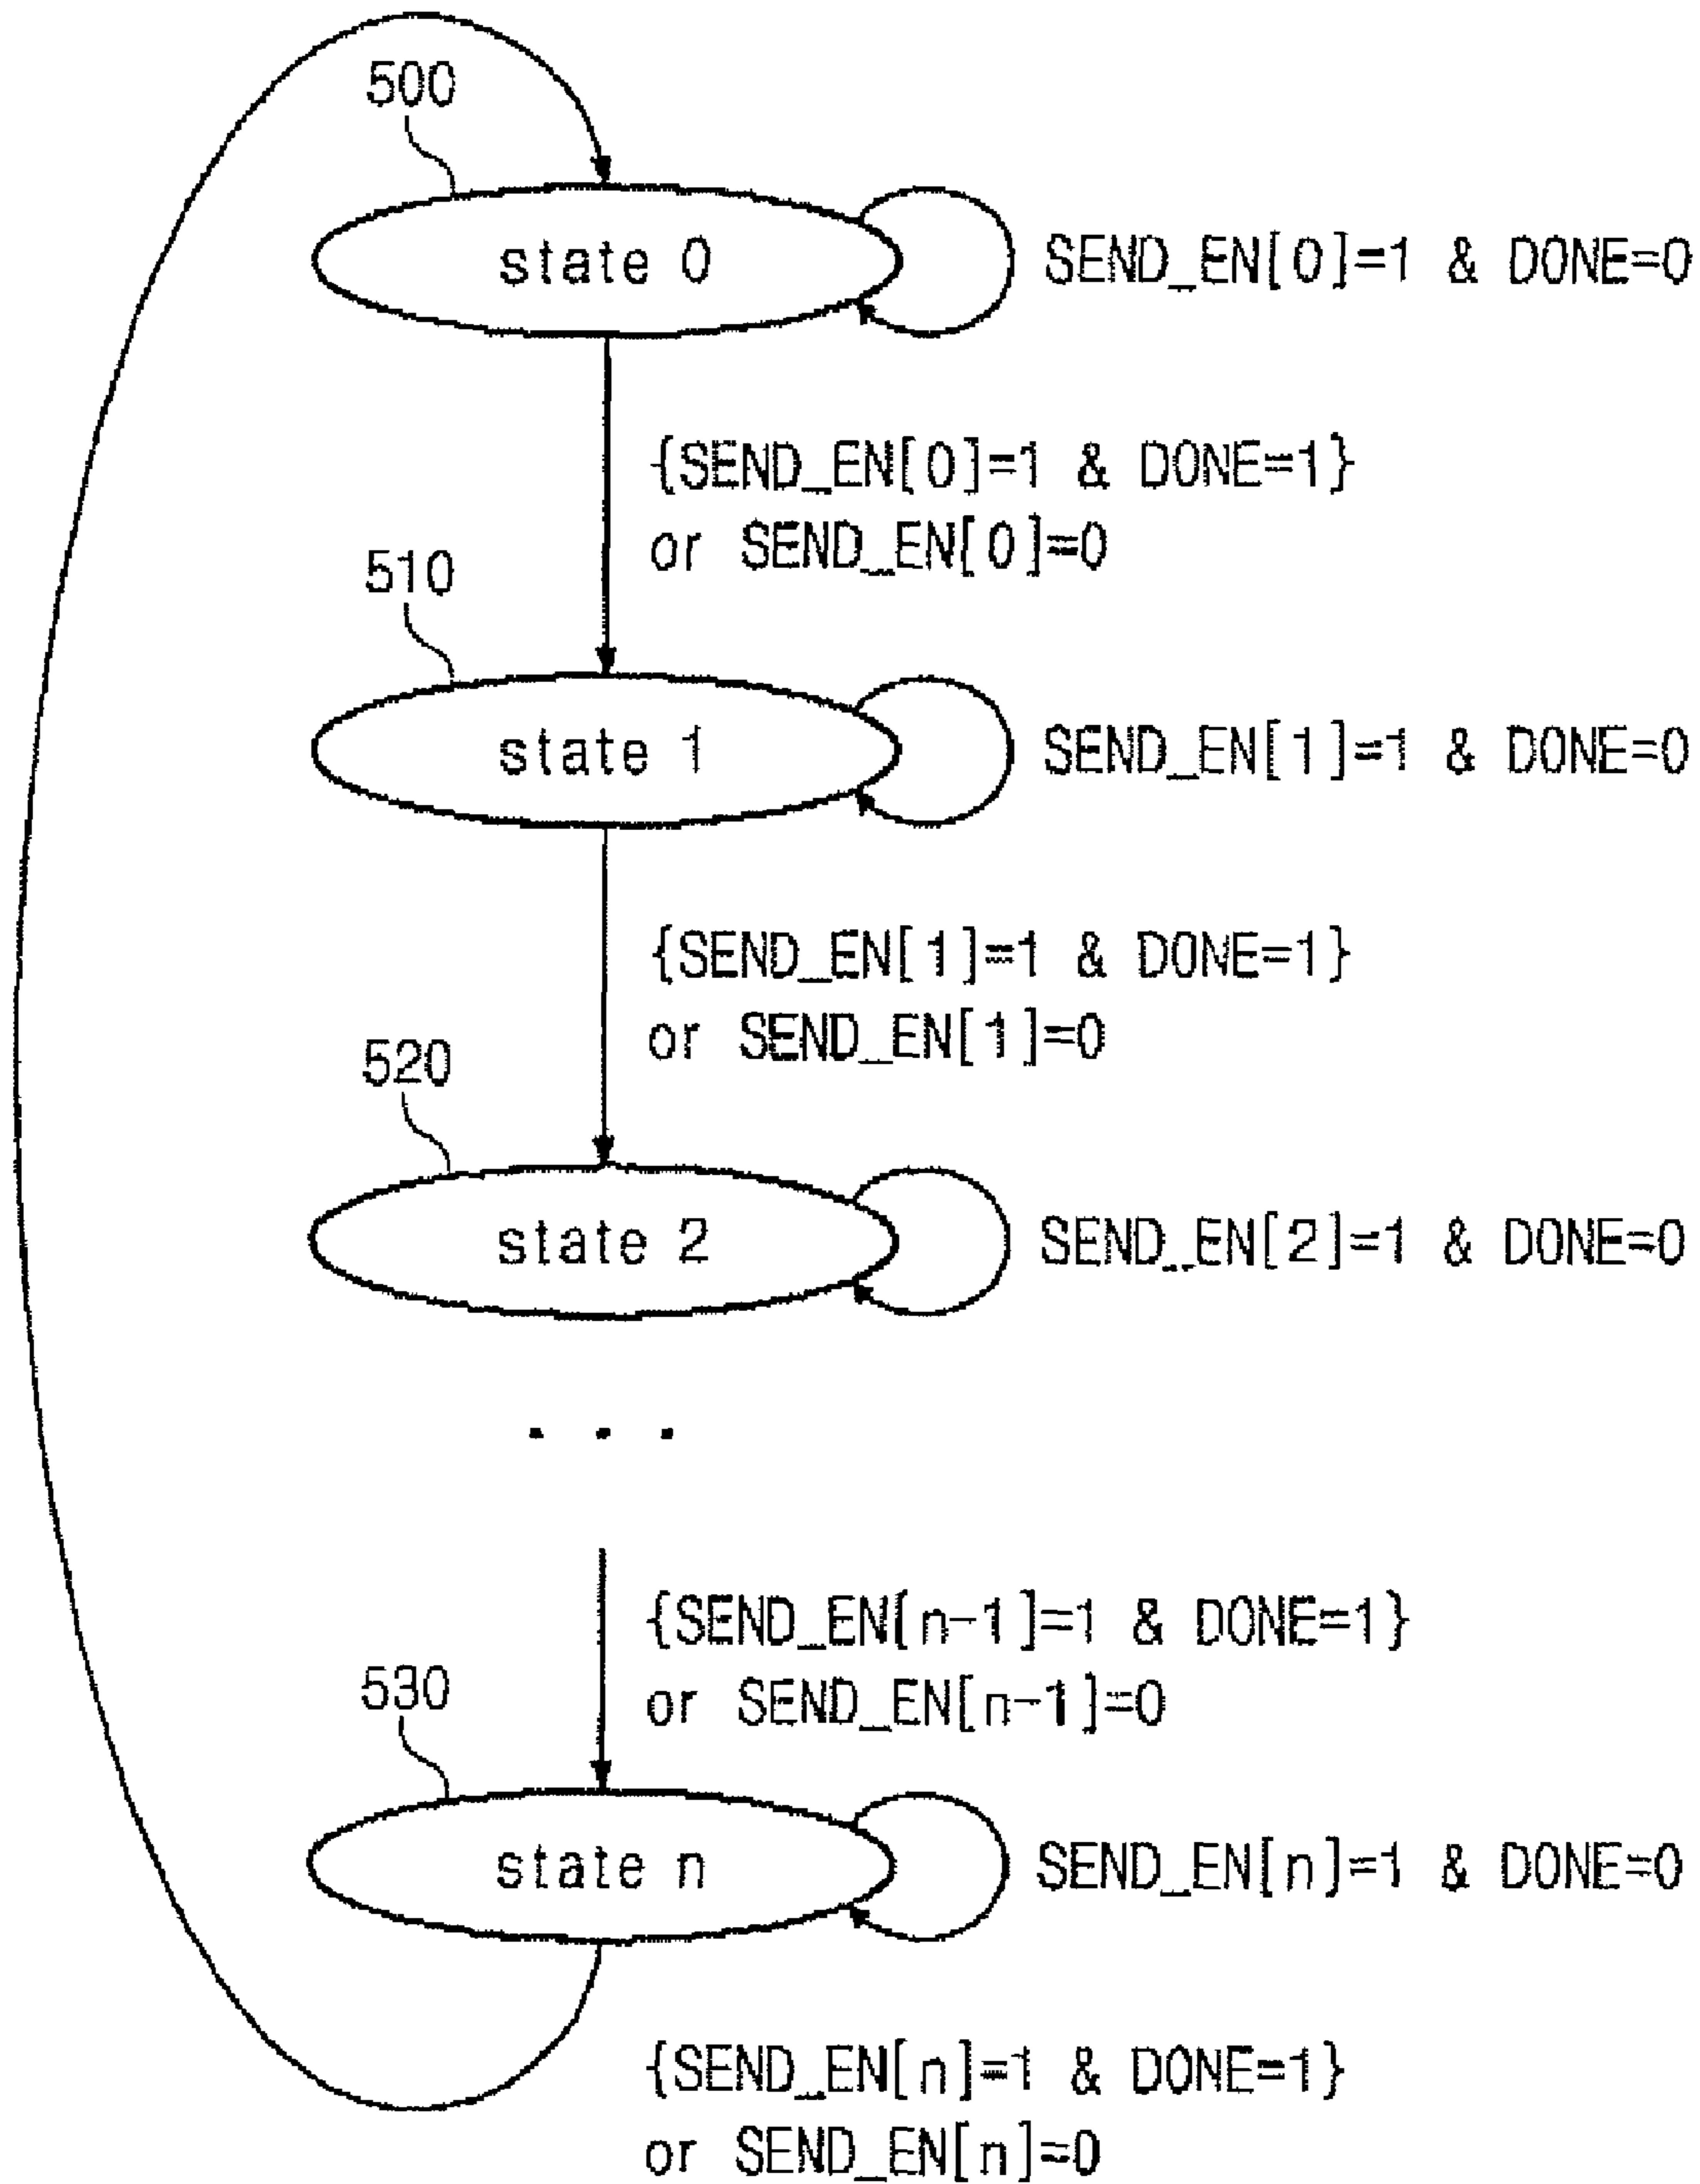 500
state 0
SEND_EN[0]=1 & DONE=0
{SEND_EN[0]=1 & DONE=1}
or SEND_EN[0]=0
510
state 1
SEND_EN[1]=1 & DONE=0
{SEND_EN[1]=1 & DONE=1}
or SEND_EN[1]=0
520
state 2
SEND_EN[2]=1 & DONE=0
. . .
{SEND_EN[n-1]=1 & DONE=1}
or SEND_EN[n-1]=0
530
state n
SEND_EN[n]=1 & DONE=0
{SEND_EN[n]=1 & DONE=1}
or SEND_EN[n]=0